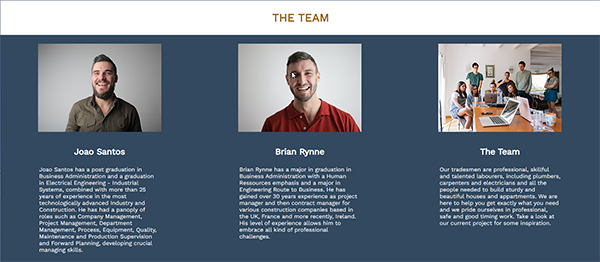 THE TEAM
Joao Santos
Joao Santos has a post graduation in
Business Administration and a graduation
in Electrical Engineering - Industrial
Systems, combined with more than 25
years of experience in the most
technologically advanced Industry and
Construction. He has had a panoply of
roles such as Company Management,
Project Management, Department
Management, Process, Equipment, Quality,
Maintenance and Production Supervision
and Forward Planning, developing crucial
managing skills.
Brian Rynne
Brian Rynne has a major in graduation in
Business Administration with a Human
Ressources emphasis and a major in
Engineering Route to Business. He has
gained over 30 years experience as project
manager and then contract manager for
various construction companies based in
the UK, France and more recently, Ireland.
His level of experience allows him to
embrace all kind of professional
challenges.
The Team
Our tradesmen are professional, skillful
and talented labourers, including plumbers,
carpenters and electricians and all the
people needed to build sturdy and
beautiful houses and appartments. We are
here to help you get exactly what you need
and we pride ourselves in professional,
safe and good timing work. Take a look at
our current project for some inspiration.